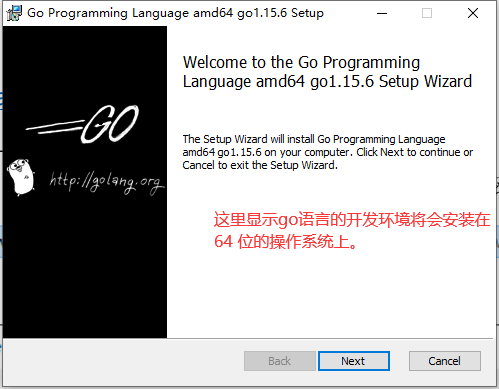 Go Programming Language amd64 go1.15.6 Setup
Welcome to the Go Programming
Language amd64 go1.15.6 Setup Wizard
GO
http://golang.org
The Setup Wizard will install Go Programming Language
amd64 go1.15.6 on your computer. Click Next to continue or
Cancel to exit the Setup Wizard.
这里显示go语言的开发环境将会安装在
64 位的操作系统上。
Back
Next
Cancel